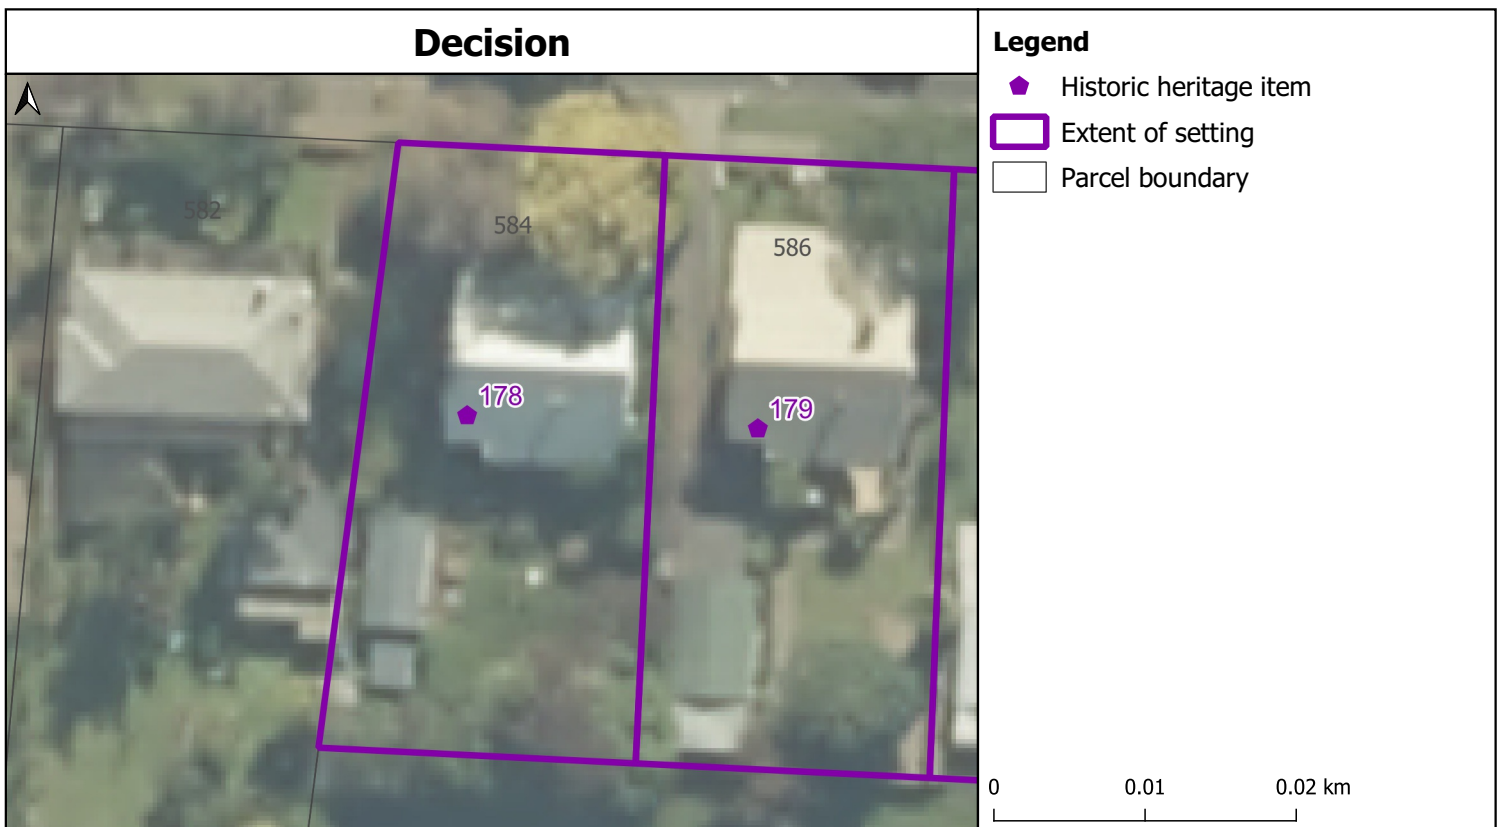 Decision
582
584
586
178
179
Legend
Historic heritage item
Extent of setting
Parcel boundary
0 0.01 0.02 km